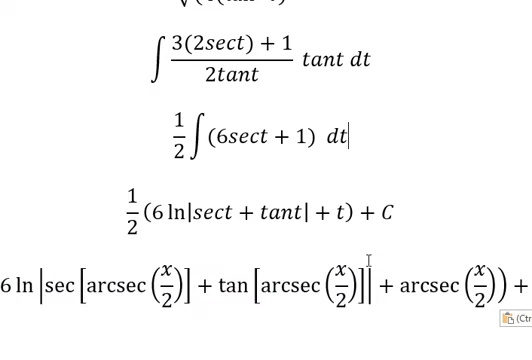 ∫ (3(2sect) + 1)/(2tant) tant dt
1/2 ∫ (6sect + 1) dt
1/2 (6 ln|sect + tant| + t) + C
6 ln |sec [arcsec (x/2)] + tan [arcsec (x/2)]| + arcsec (x/2)) +
(Ctr